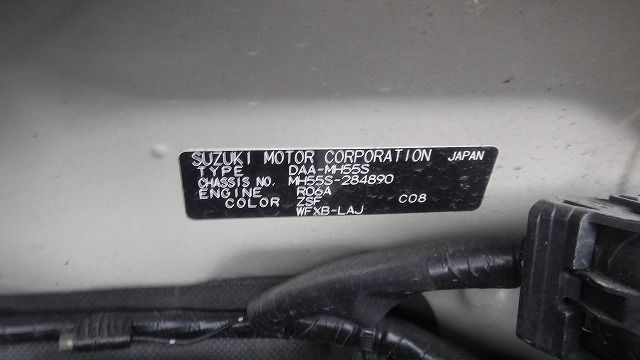 SUZUKI MOTOR CORPORATION JAPAN
TYPE DAA-MH55S
CHASSIS NO. MH55S-284890
ENGINE R06A
COLOR ZSF C08
WFXB-LAJ